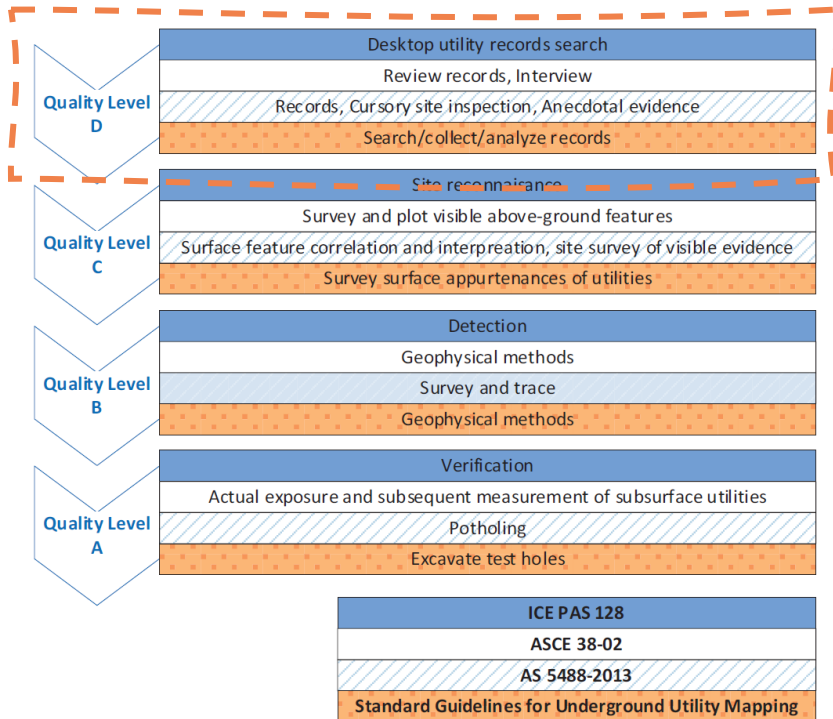 Desktop utility records search
Review records, Interview
Quality Level
D
Records, Cursory site inspection, Anecdotal evidence
Search/collect/analyze records
Site reconnaisance
Survey and plot visible above-ground features
Quality Level
C
Surface feature correlation and interpreation, site survey of visible evidence
Survey surface appurtenances of utilities
Detection
Geophysical methods
Quality Level
B
Survey and trace
Geophysical methods
Verification
Actual exposure and subsequent measurement of subsurface utilities
Quality Level
A
Potholing
Excavate test holes
ICE PAS 128
ASCE 38-02
AS 5488-2013
Standard Guidelines for Underground Utility Mapping